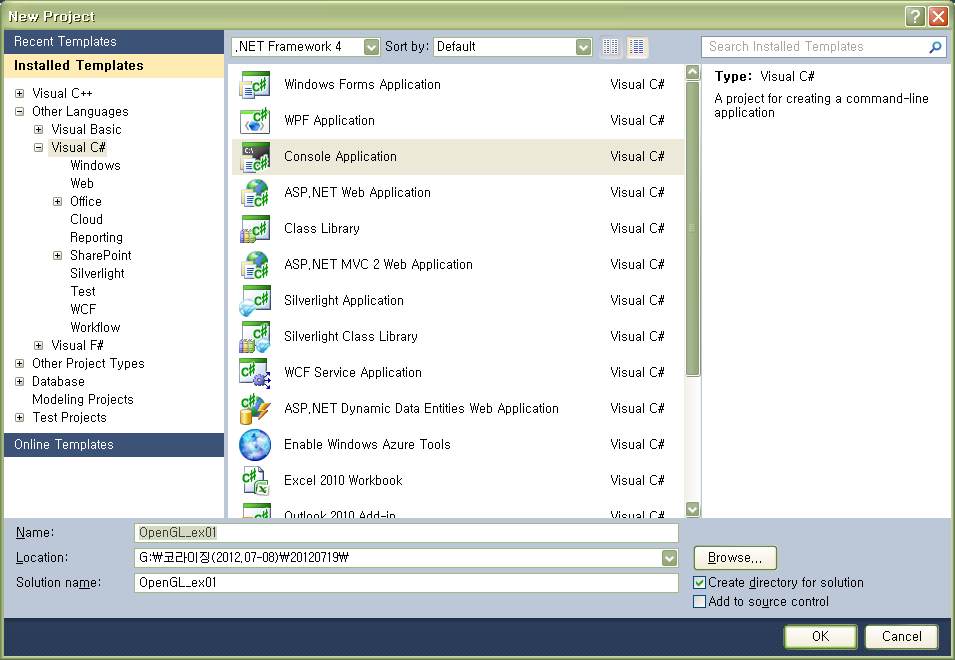 New Project
Recent Templates
Installed Templates
Visual C++
Other Languages
Visual Basic
Visual C#
Windows
Web
Office
Cloud
Reporting
SharePoint
Silverlight
Test
WCF
Workflow
Visual F#
Other Project Types
Database
Modeling Projects
Test Projects
Online Templates
.NET Framework 4 Sort by: Default
Windows Forms Application Visual C#
WPF Application Visual C#
Console Application Visual C#
ASP.NET Web Application Visual C#
Class Library Visual C#
ASP.NET MVC 2 Web Application Visual C#
Silverlight Application Visual C#
Silverlight Class Library Visual C#
WCF Service Application Visual C#
ASP.NET Dynamic Data Entities Web Application Visual C#
Enable Windows Azure Tools Visual C#
Excel 2010 Workbook Visual C#
Outlook 2010 Add-in Visual C#
Search Installed Templates
Type: Visual C#
A project for creating a command-line
application
Name: OpenGL_ex01
Location: G:₩코라이징(2012.07-08)₩20120719₩
Browse...
Solution name: OpenGL_ex01
Create directory for solution
Add to source control
OK Cancel